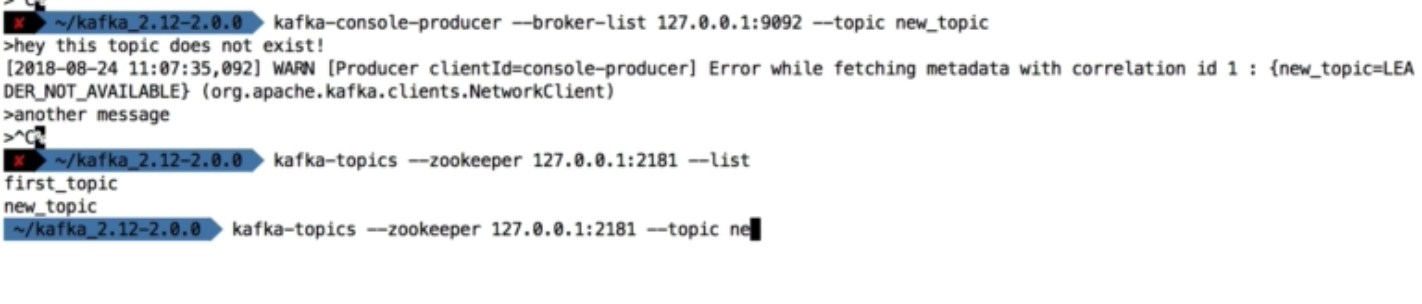 > ^C
✘ ~/kafka_2.12-2.0.0 kafka-console-producer --broker-list 127.0.0.1:9092 --topic new_topic
>hey this topic does not exist!
[2018-08-24 11:07:35,092] WARN [Producer clientId=console-producer] Error while fetching metadata with correlation id 1 : {new_topic=LEA
DER_NOT_AVAILABLE} (org.apache.kafka.clients.NetworkClient)
>another message
>^C
✘ ~/kafka_2.12-2.0.0 kafka-topics --zookeeper 127.0.0.1:2181 --list
first_topic
new_topic
~/kafka_2.12-2.0.0 kafka-topics --zookeeper 127.0.0.1:2181 --topic ne